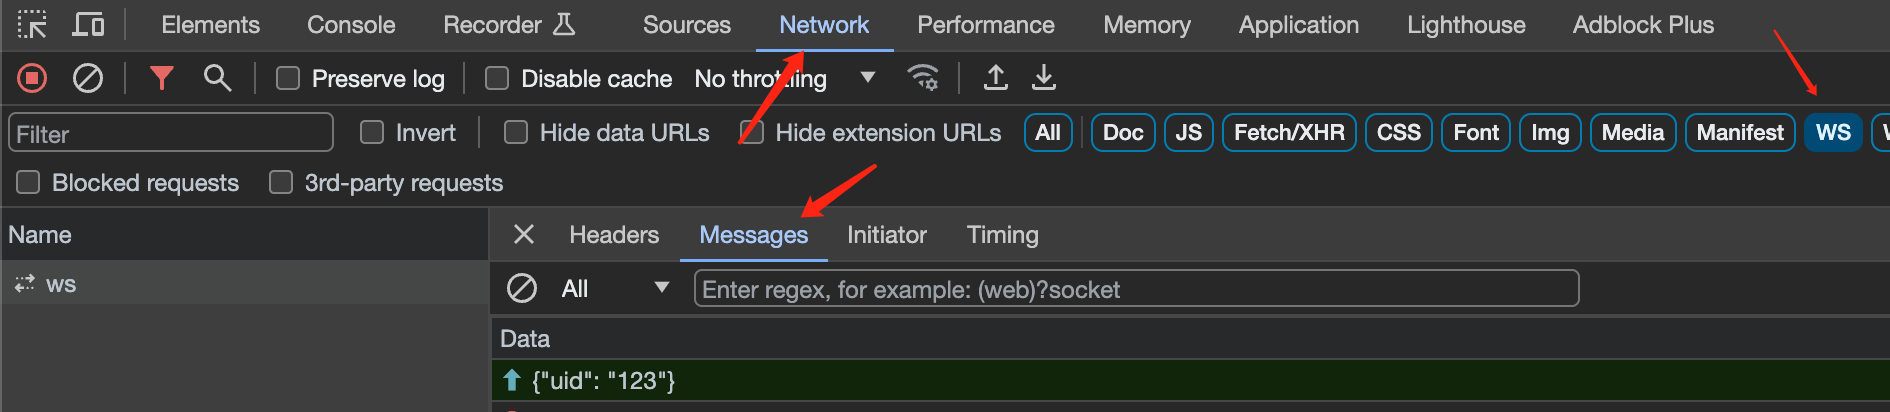 Elements Console Recorder Sources Network Performance Memory Application Lighthouse Adblock Plus
Preserve log Disable cache No throttling
Filter Invert Hide data URLs Hide extension URLs All Doc JS Fetch/XHR CSS Font Img Media Manifest WS
Blocked requests 3rd-party requests
Name
Headers Messages Initiator Timing
ws
All Enter regex, for example: (web)?socket
Data
{"uid": "123"}